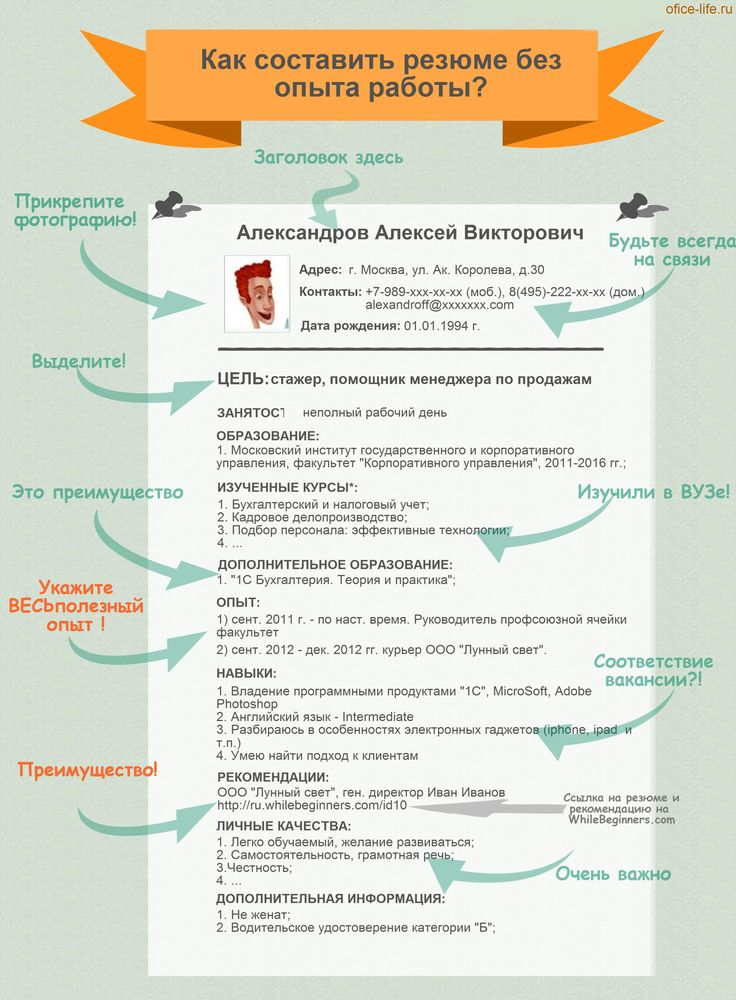 ofice-life.ru
Как составить резюме без
опыта работы?
Заголовок здесь
Прикрепите
фотографию!
Александров Алексей Викторович
Будьте всегда
на связи
Адрес: г. Москва, ул. Ак. Королева, д.30
Контакты: +7-989-xxx-xx-xx (моб.), 8(495)-222-xx-xx (дом.)
alexandroff@xxxxxxx.com
Дата рождения: 01.01.1994 г.
Выделите!
ЦЕЛЬ: стажер, помощник менеджера по продажам
ЗАНЯТОСТ неполный рабочий день
ОБРАЗОВАНИЕ:
1. Московский институт государственного и корпоративного
управления, факультет "Корпоративного управления", 2011-2016 гг.;
Это преимущество
ИЗУЧЕННЫЕ КУРСЫ*:
Изучили в ВУЗе!
1. Бухгалтерский и налоговый учет;
2. Кадровое делопроизводство;
3. Подбор персонала: эффективные технологии;
4. ...
ДОПОЛНИТЕЛЬНОЕ ОБРАЗОВАНИЕ:
1. "1С Бухгалтерия. Теория и практика";
Укажите
ВЕСЬполезный
опыт !
ОПЫТ:
1) сент. 2011 г. - по наст. время. Руководитель профсоюзной ячейки
факультет
2) сент. 2012 - дек. 2012 гг. курьер ООО "Лунный свет".
Соответствие
вакансии?!
НАВЫКИ:
1. Владение программными продуктами "1С", MicroSoft, Adobe
Photoshop
2. Английский язык - Intermediate
3. Разбираюсь в особенностях электронных гаджетов (iphone, ipad и
т.п.)
4. Умею найти подход к клиентам
Преимущество!
РЕКОМЕНДАЦИИ:
ООО "Лунный свет", ген. директор Иван Иванов
http://ru.whilebeginners.com/id10
Ссылка на резюме и
рекомендацию на
WhileBeginners.com
ЛИЧНЫЕ КАЧЕСТВА:
1. Легко обучаемый, желание развиваться;
2. Самостоятельность, грамотная речь;
3.Честность;
4. ...
Очень важно
ДОПОЛНИТЕЛЬНАЯ ИНФОРМАЦИЯ:
1. Не женат;
2. Водительское удостоверение категории "Б";